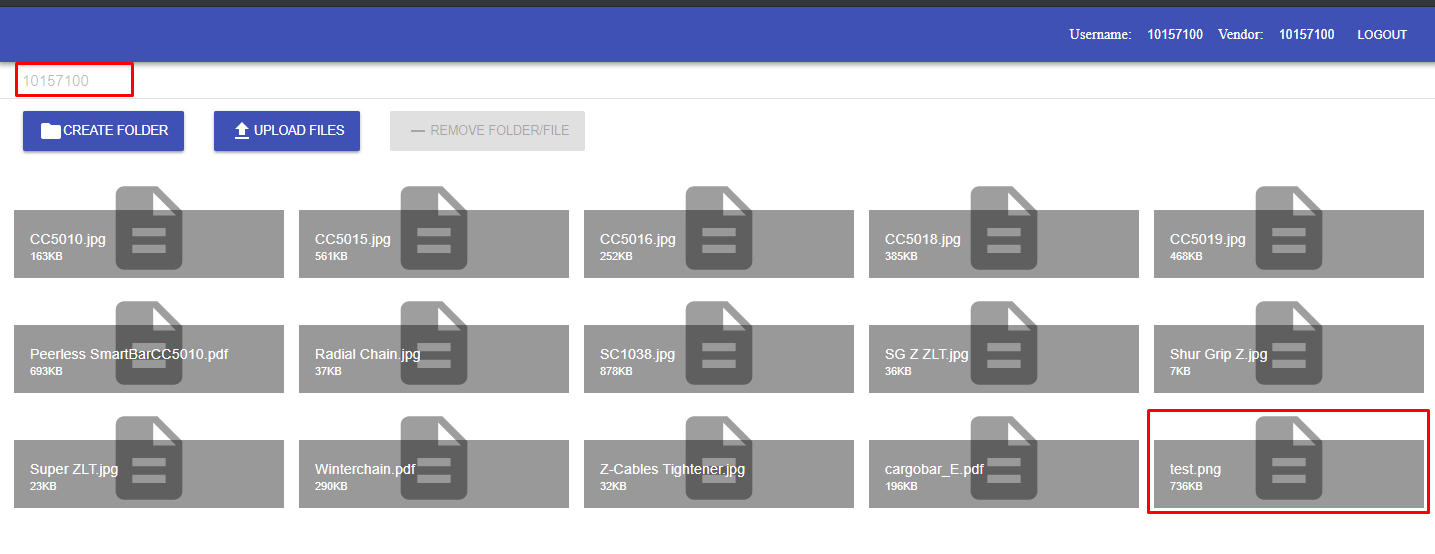 Username: 10157100 Vendor: 10157100 LOGOUT
10157100
CREATE FOLDER UPLOAD FILES REMOVE FOLDER/FILE
CC5010.jpg
163KB
CC5015.jpg
561KB
CC5016.jpg
252KB
CC5018.jpg
385KB
CC5019.jpg
468KB
Peerless SmartBarCC5010.pdf
693KB
Radial Chain.jpg
37KB
SC1038.jpg
878KB
SG Z ZLT.jpg
36KB
Shur Grip Z.jpg
7KB
Super ZLT.jpg
23KB
Winterchain.pdf
290KB
Z-Cables Tightener.jpg
32KB
cargobar_E.pdf
196KB
test.png
736KB